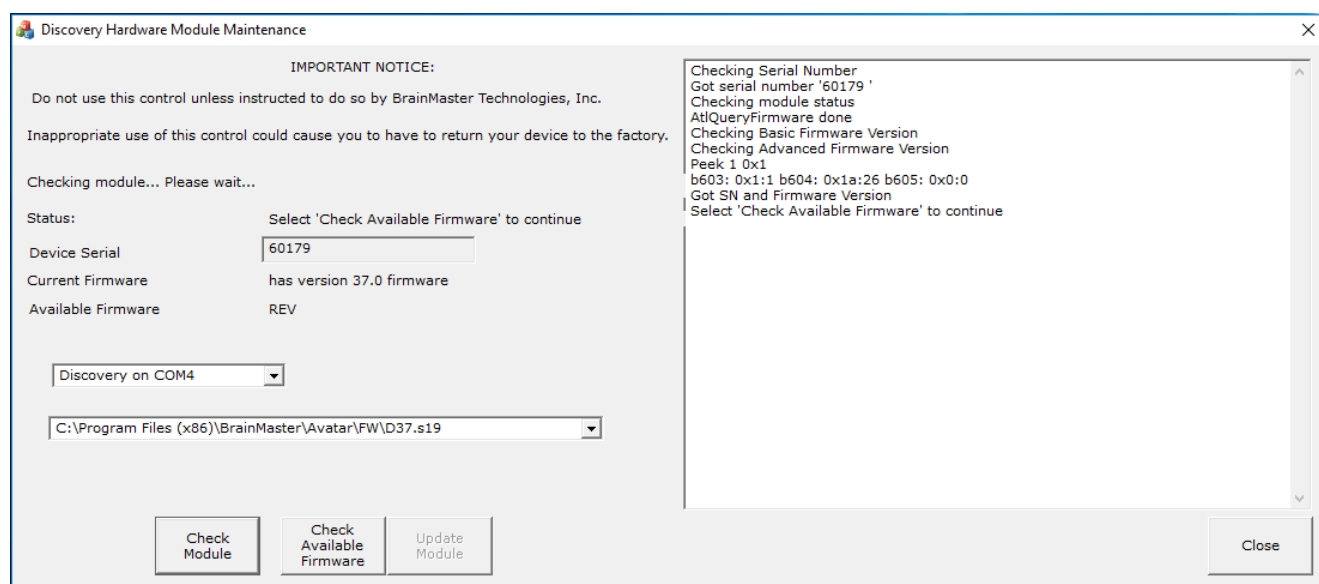 Discovery Hardware Module Maintenance
IMPORTANT NOTICE:
Do not use this control unless instructed to do so by BrainMaster Technologies, Inc.
Inappropriate use of this control could cause you to have to return your device to the factory.
Checking module... Please wait...
Status: Select 'Check Available Firmware' to continue
Device Serial 60179
Current Firmware has version 37.0 firmware
Available Firmware REV
Discovery on COM4
C:\Program Files (x86)\BrainMaster\Avatar\FW\D37.s19
Check
Module
Check
Available
Firmware
Update
Module
Checking Serial Number
Got serial number '60179 '
Checking module status
AtlQueryFirmware done
Checking Basic Firmware Version
Checking Advanced Firmware Version
Peek 1 0x1
b603: 0x1:1 b604: 0x1a:26 b605: 0x0:0
Got SN and Firmware Version
Select 'Check Available Firmware' to continue
Close